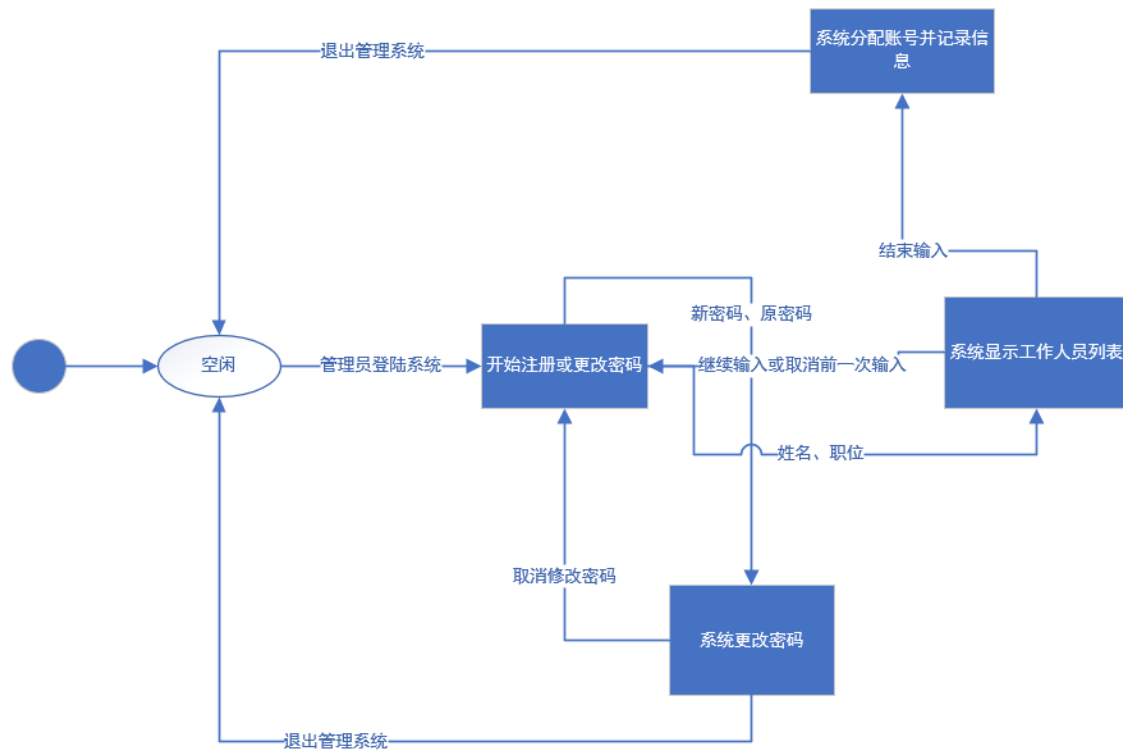 系统分配账号并记录信
息
退出管理系统
结束输入
新密码、原密码
空闲
管理员登陆系统
开始注册或更改密码
继续输入或取消前一次输入
系统显示工作人员列表
姓名、职位
取消修改密码
系统更改密码
退出管理系统